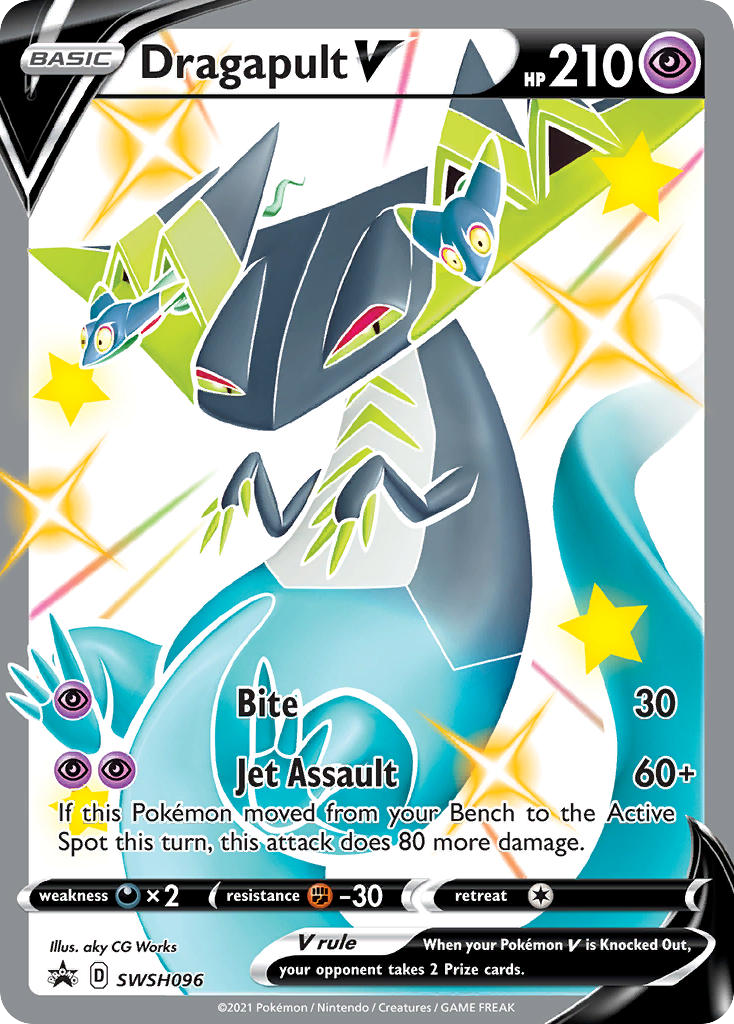 BASIC
Dragapult V
HP 210
Bite 30
Jet Assault 60+
If this Pokémon moved from your Bench to the Active
Spot this turn, this attack does 80 more damage.
weakness ×2 resistance -30 retreat
Illus. aky CG Works
V rule When your Pokémon V is Knocked Out,
your opponent takes 2 Prize cards.
D SWSH096
©2021 Pokémon / Nintendo / Creatures / GAME FREAK